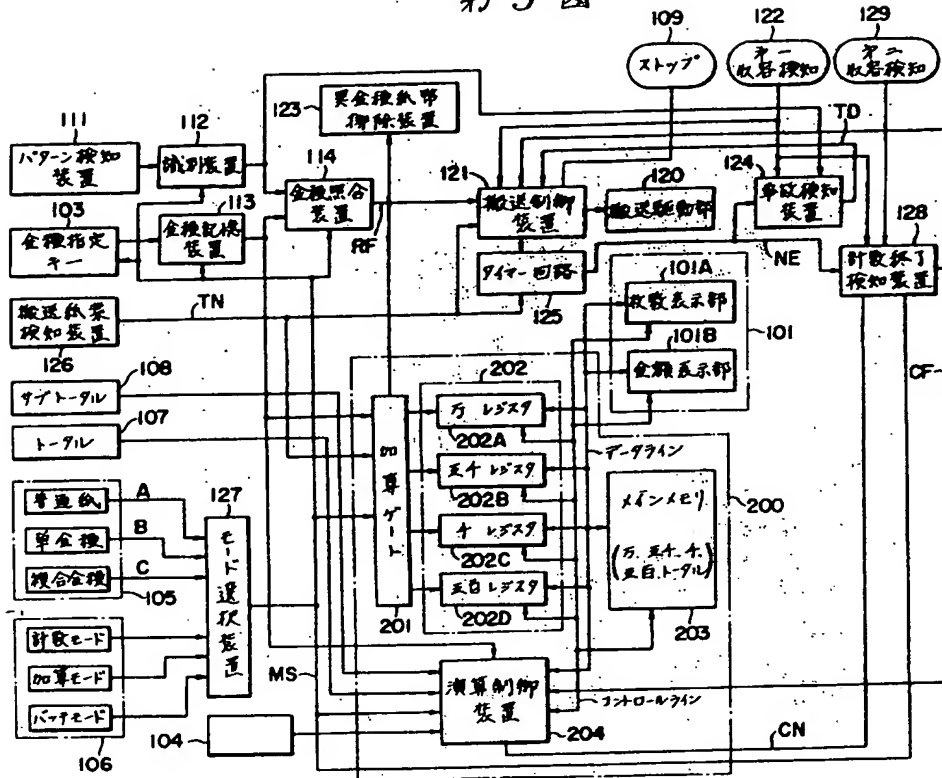 第5図
109
122
129
ストップ
第一
収容検知
第二
収容検知
111
112
123
異金種紙幣
排除装置
TD
パターン検知
装置
識別装置
114
121
120
124
103
113
金種照合
装置
搬送制御
装置
搬送駆動部
事故検知
装置
128
金種指定
キー
金種記憶
装置
RF
NE
計数終了
検知装置
タイマー回路
125
101A
枚数表示部
搬送紙葉
検知装置
TN
126
101B
101
金額表示部
CF
108
サブトータル
202
107
トータル
万レジスタ
202A
データライン
加算ゲート
五千レジスタ
202B
メインメモリ
200
127
普通紙
A
モード選択装置
千レジスタ
202C
(万、五千、千、
五百、トータル)
単金種
B
複合金種
C
105
五百レジスタ
201
202D
203
計数モード
加算モード
MS
演算制御
装置
コントロールライン
バッチモード
106
104
204
CN